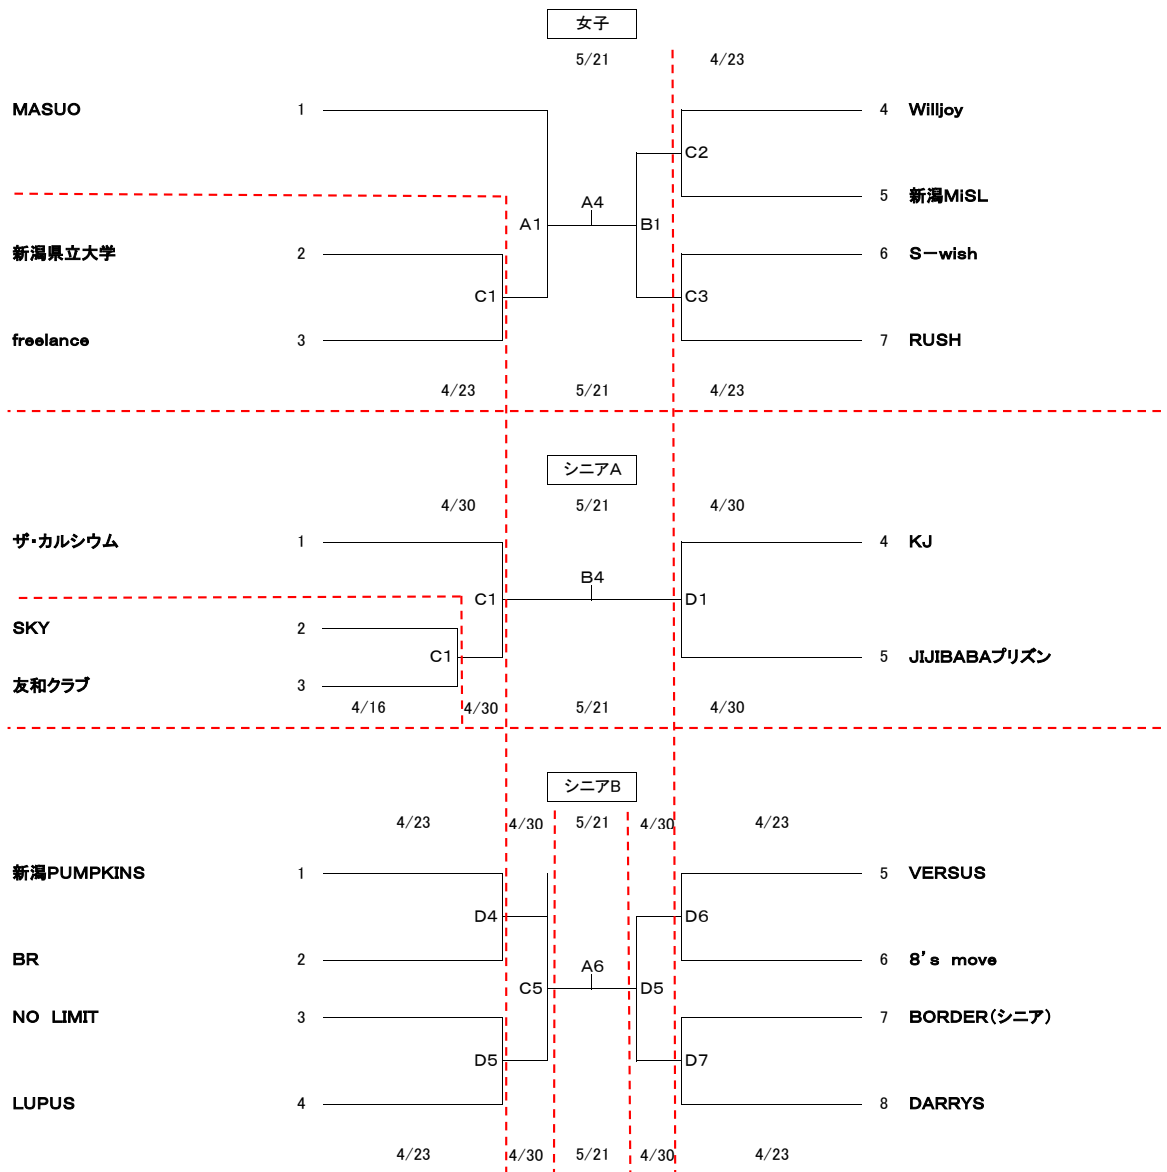 女子
5/21 4/23
MASUO 1 4 Willjoy
C2
A4 5 新潟MiSL
A1 B1
新潟県立大学 2 6 S－wish
C1 C3
freelance 3 7 RUSH
4/23 5/21 4/23
シニアA
4/30 5/21 4/30
ザ・カルシウム 1 4 KJ
B4
C1 D1
SKY 2
C1 5 JIJIBABAプリズン
友和クラブ 3
4/16 4/30 5/21 4/30
シニアB
4/23 4/30 5/21 4/30 4/23
新潟PUMPKINS 1 5 VERSUS
D4 D6
BR 2 6 8’s move
A6
C5 D5
NO LIMIT 3 7 BORDER（シニア）
D5 D7
LUPUS 4 8 DARRYS
4/23 4/30 5/21 4/30 4/23